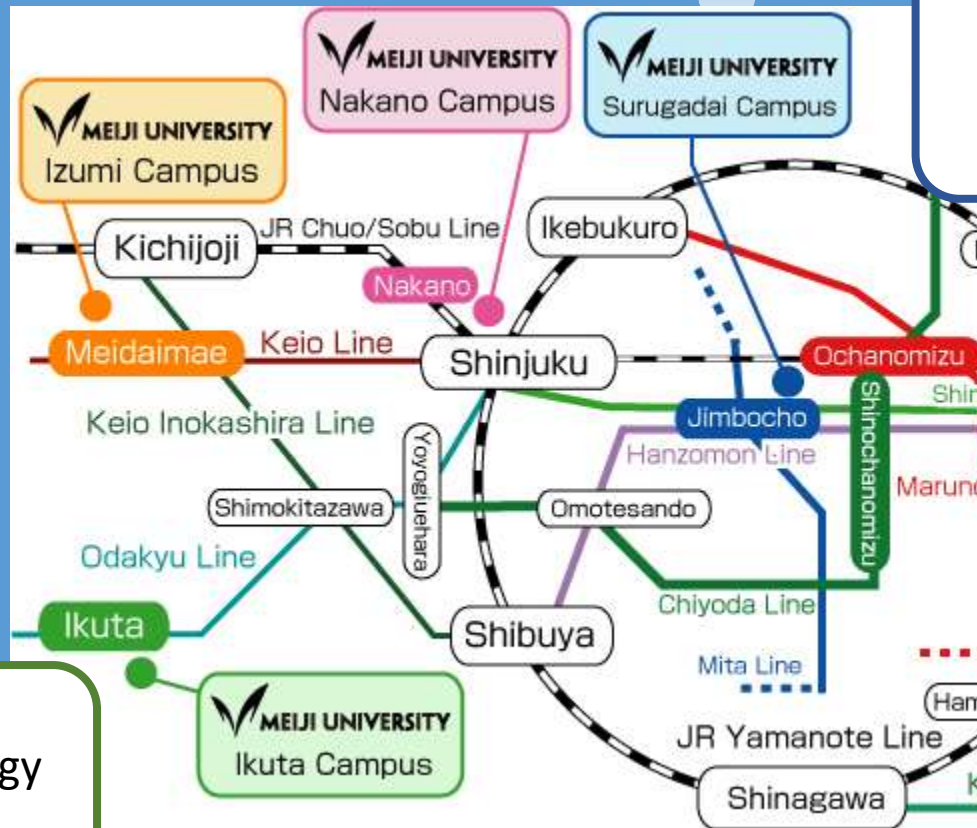 MEIJI UNIVERSITY
Nakano Campus
MEIJI UNIVERSITY
Surugadai Campus
MEIJI UNIVERSITY
Izumi Campus
Kichijoji
JR Chuo/Sobu Line
Ikebukuro
Nakano
Meidaimae
Keio Line
Shinjuku
Ochanomizu
Keio Inokashira Line
Yoyogiuehara
Jimbocho
Shinochanomizu
Hanzomon Line
Shimokitazawa
Omotesando
Odakyu Line
Chiyoda Line
Ikuta
Shibuya
Mita Line
MEIJI UNIVERSITY
Ikuta Campus
JR Yamanote Line
Shinagawa